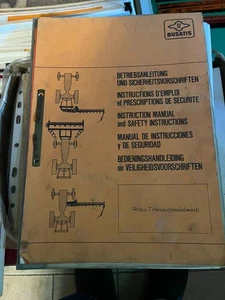 BUSATIS
BETRIEBSANLEITUNG
UND SICHERHEITSVORSCHRIFTEN
INSTRUCTIONS D'EMPLOI
et PRESCRIPTIONS DE SECURITE
INSTRUCTION MANUAL
and SAFETY INSTRUCTIONS
MANUAL DE INSTRUCCIONES
y DE SEGURIDAD
BEDIENINGSHANDLEIDING
en VEILIGHEIDSVOORSCHRIFTEN